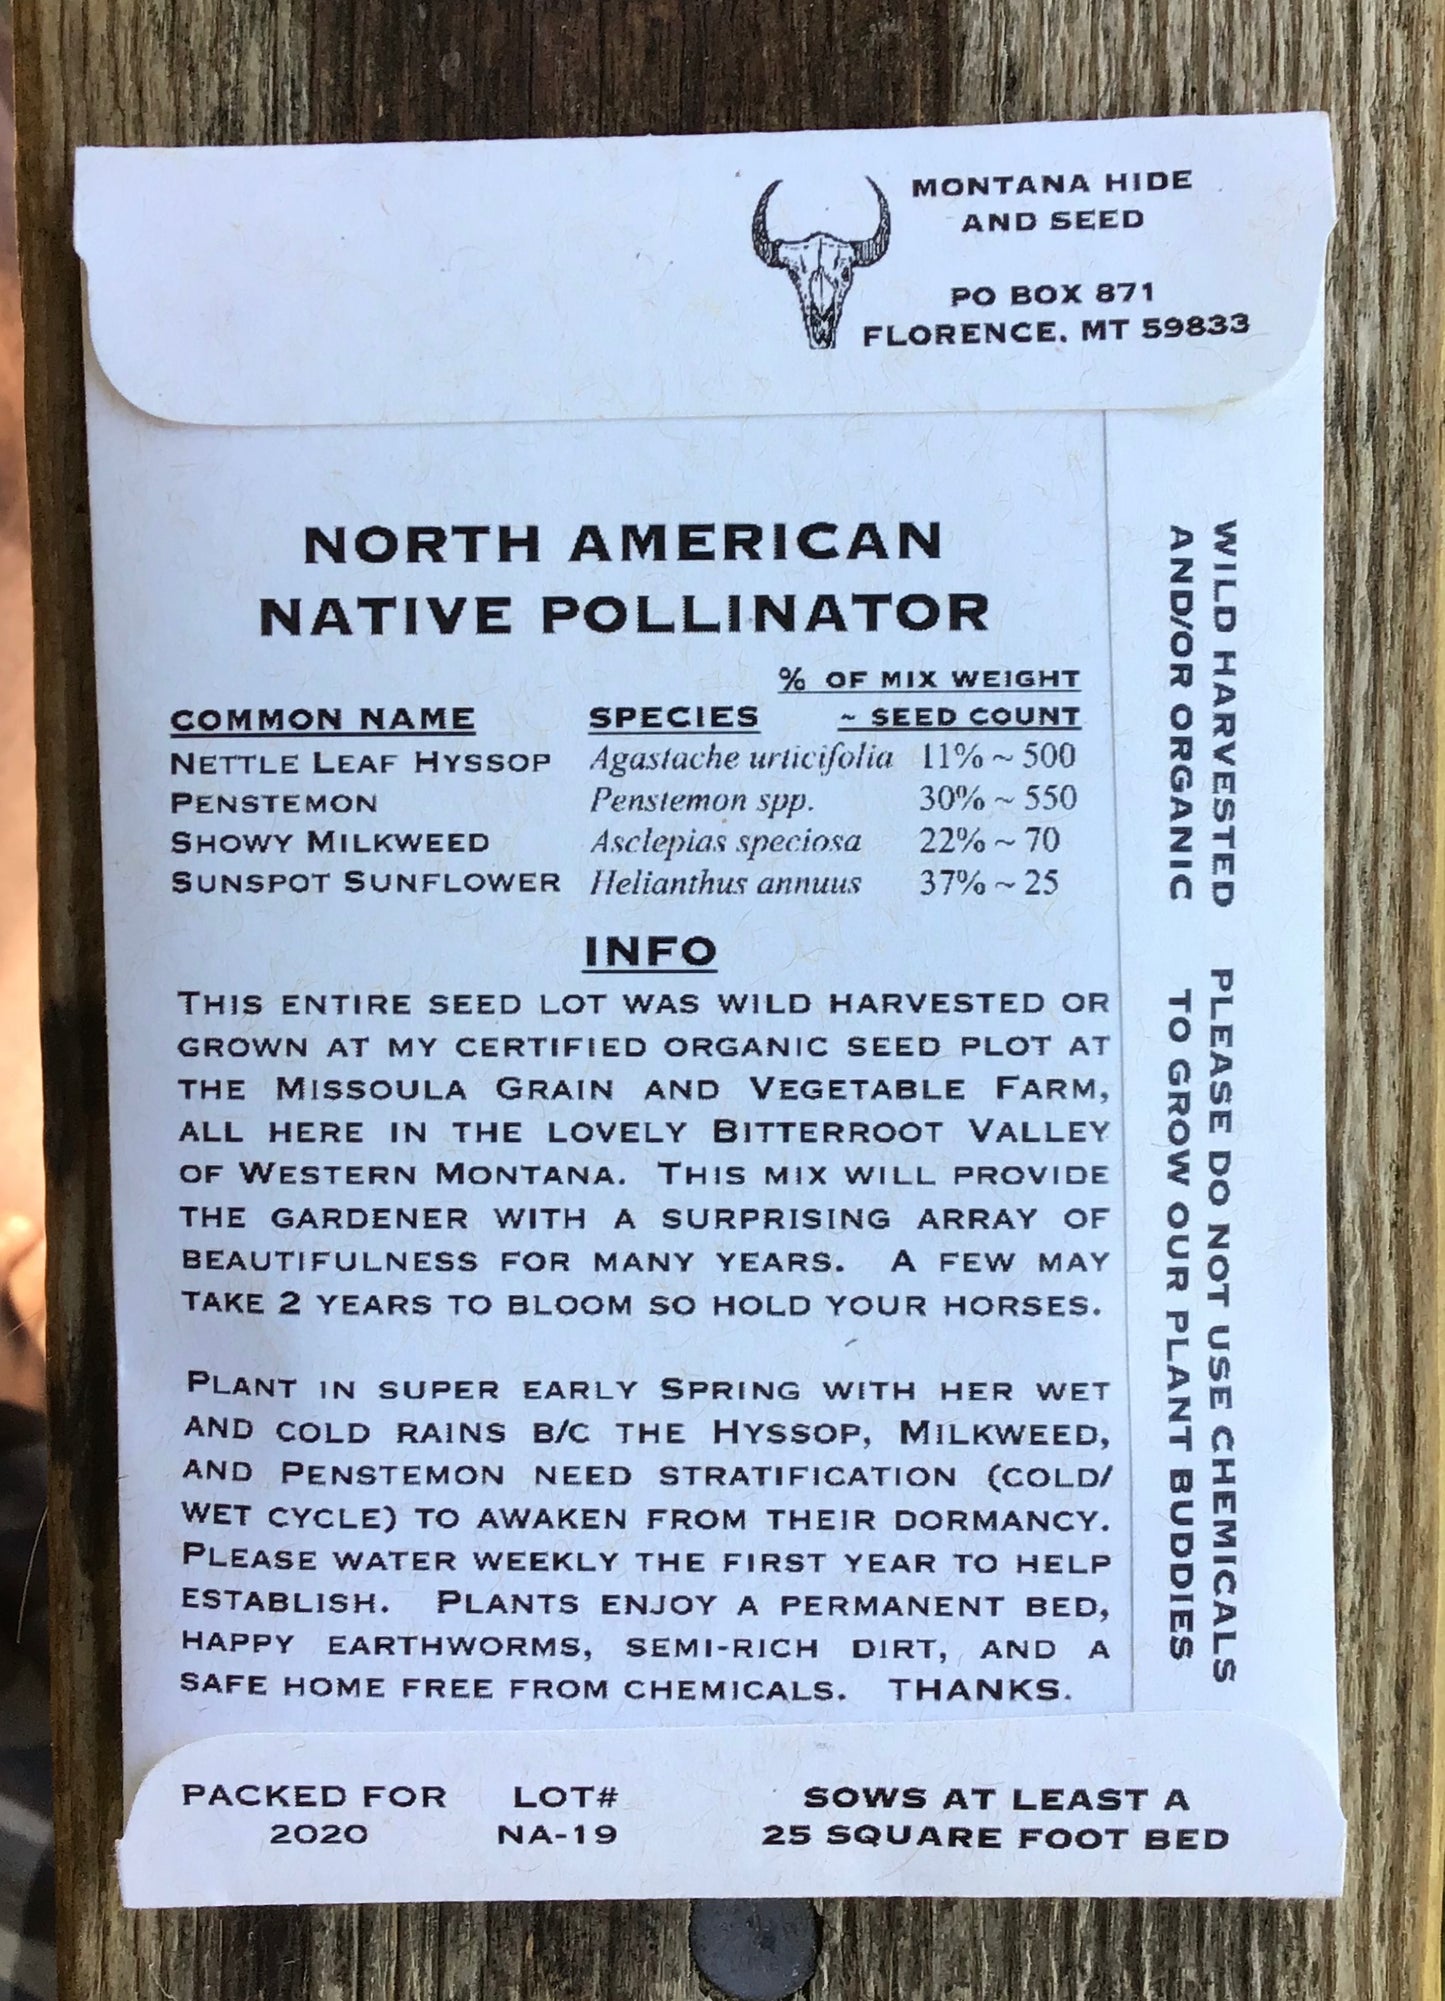 MONTANA HIDE
AND SEED
PO BOX 871
FLORENCE, MT 59833
NORTH AMERICAN
NATIVE POLLINATOR
% OF MIX WEIGHT
COMMON NAME SPECIES ~ SEED COUNT
NETTLE LEAF HYSSOP Agastache urticifolia 11% ~ 500
PENSTEMON Penstemon spp. 30% ~ 550
SHOWY MILKWEED Asclepias speciosa 22% ~ 70
SUNSPOT SUNFLOWER Helianthus annuus 37% ~ 25
INFO
THIS ENTIRE SEED LOT WAS WILD HARVESTED OR
GROWN AT MY CERTIFIED ORGANIC SEED PLOT AT
THE MISSOULA GRAIN AND VEGETABLE FARM,
ALL HERE IN THE LOVELY BITTERROOT VALLEY
OF WESTERN MONTANA. THIS MIX WILL PROVIDE
THE GARDENER WITH A SURPRISING ARRAY OF
BEAUTIFULNESS FOR MANY YEARS. A FEW MAY
TAKE 2 YEARS TO BLOOM SO HOLD YOUR HORSES.
PLANT IN SUPER EARLY SPRING WITH HER WET
AND COLD RAINS B/C THE HYSSOP, MILKWEED,
AND PENSTEMON NEED STRATIFICATION (COLD/
WET CYCLE) TO AWAKEN FROM THEIR DORMANCY.
PLEASE WATER WEEKLY THE FIRST YEAR TO HELP
ESTABLISH. PLANTS ENJOY A PERMANENT BED,
HAPPY EARTHWORMS, SEMI-RICH DIRT, AND A
SAFE HOME FREE FROM CHEMICALS. THANKS.
WILD HARVESTED
AND/OR ORGANIC
PLEASE DO NOT USE CHEMICALS
TO GROW OUR PLANT BUDDIES
PACKED FOR LOT# SOWS AT LEAST A
2020 NA-19 25 SQUARE FOOT BED